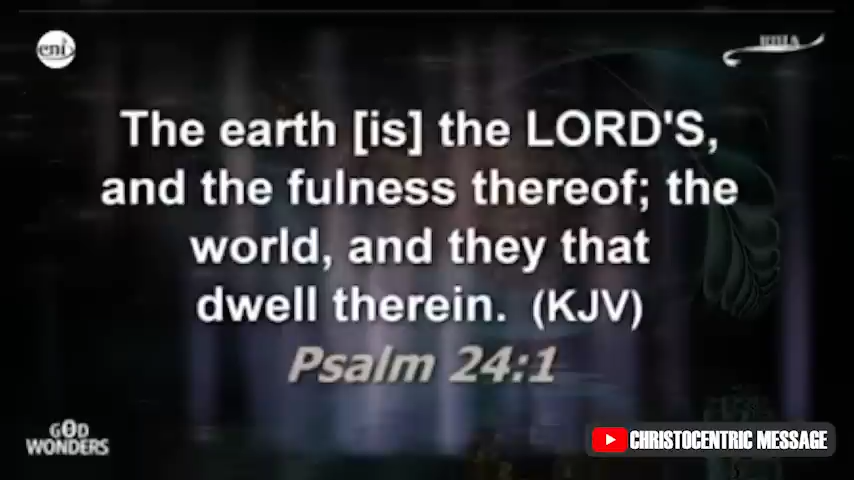 eni
The earth [is] the LORD'S,
and the fulness thereof; the
world, and they that
dwell therein. (KJV)
Psalm 24:1
GOD
WONDERS
CHRISTOCENTRIC MESSAGE